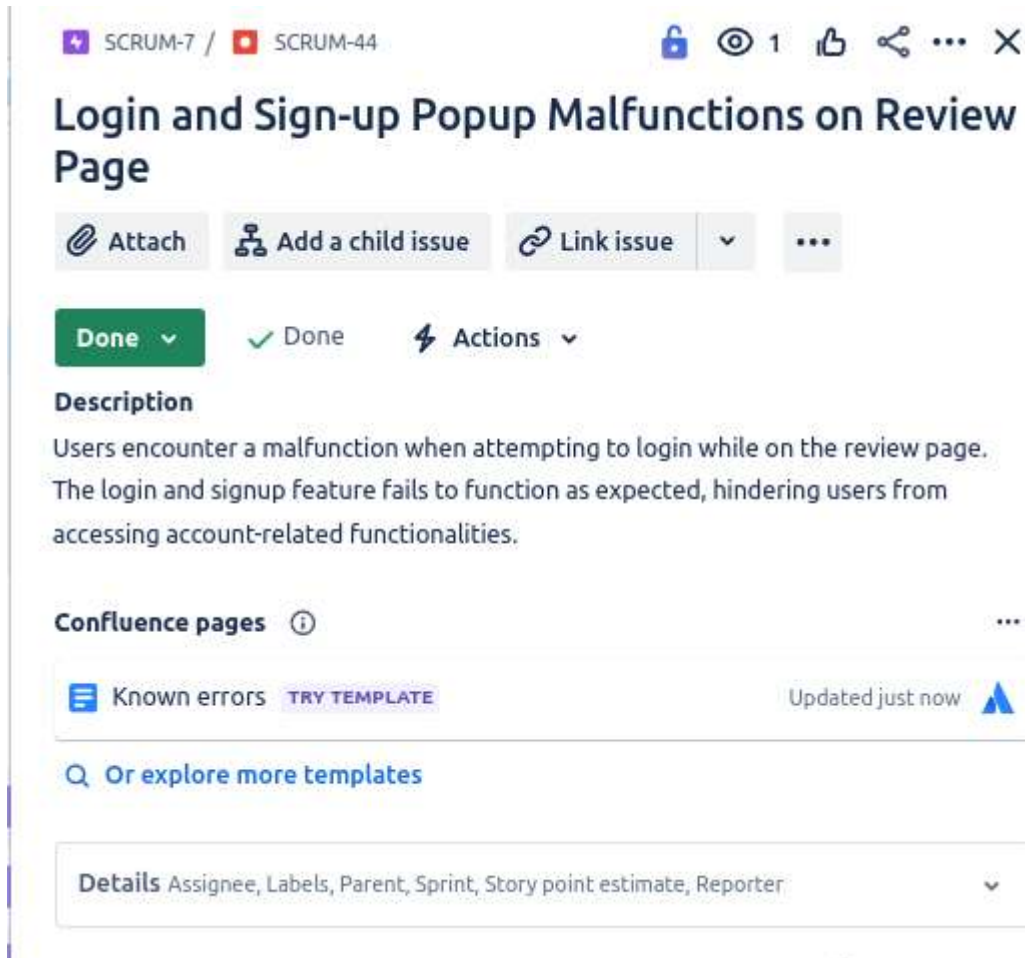 SCRUM-7 / SCRUM-44 1
Login and Sign-up Popup Malfunctions on Review
Page
Attach Add a child issue Link issue
Done Done Actions
Description
Users encounter a malfunction when attempting to login while on the review page.
The login and signup feature fails to function as expected, hindering users from
accessing account-related functionalities.
Confluence pages
Known errors TRY TEMPLATE Updated just now
Or explore more templates
Details Assignee, Labels, Parent, Sprint, Story point estimate, Reporter